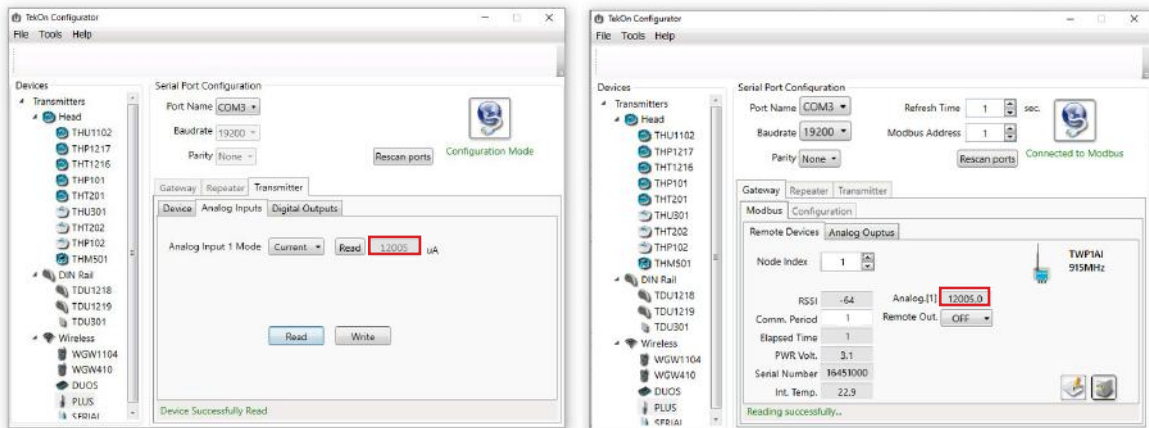 TekOn Configurator
File Tools Help
Devices
Transmitters
Head
THU1102
THP1217
THT1216
THP101
THT201
THU301
THT202
THP102
THM501
DIN Rail
TDU1218
TDU1219
TDU301
Wireless
WGW1104
WGW410
DUOS
PLUS
SERIAL
Serial Port Configuration
Port Name COM3
Baudrate 19200
Parity None
Rescan ports
Configuration Mode
Gateway Repeater Transmitter
Device Analog Inputs Digital Outputs
Analog Input 1 Mode Current Read 12005 uA
Read Write
Device Successfully Read
TekOn Configurator
File Tools Help
Devices
Transmitters
Head
THU1102
THP1217
THT1216
THP101
THT201
THU301
THT202
THP102
THM501
DIN Rail
TDU1218
TDU1219
TDU301
Wireless
WGW1104
WGW410
DUOS
PLUS
SERIAL
Serial Port Configuration
Port Name COM3 Refresh Time 1 sec.
Baudrate 19200 Modbus Address 1
Parity None Rescan ports Connected to Modbus
Gateway Repeater Transmitter
Modbus Configuration
Remote Devices Analog Ouptus
Node Index 1
TWP1AI
915MHz
RSSI -64 Analog.[1] 12005.0
Comm. Period 1 Remote Out. OFF
Elapsed Time 1
PWR Volt. 3.1
Serial Number 16451000
Int. Temp. 22.9
Reading successfully..